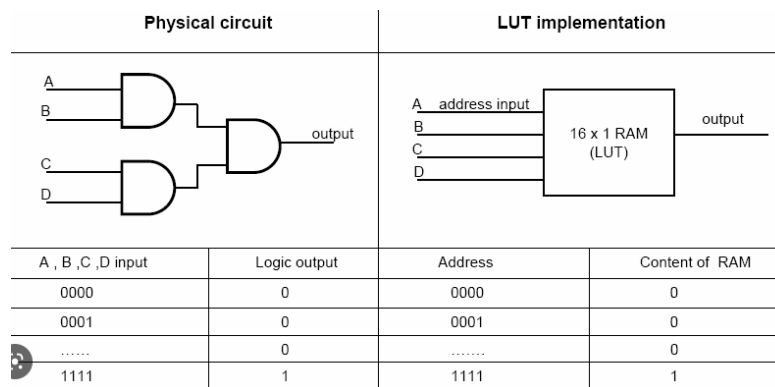 Physical circuit
LUT implementation
A
B
C
D
output
A address input
B
C
D
16 x 1 RAM
(LUT)
output
A , B ,C ,D input Logic output Address Content of RAM
0000 0 0000 0
0001 0 0001 0
...... 0 ....... 0
1111 1 1111 1